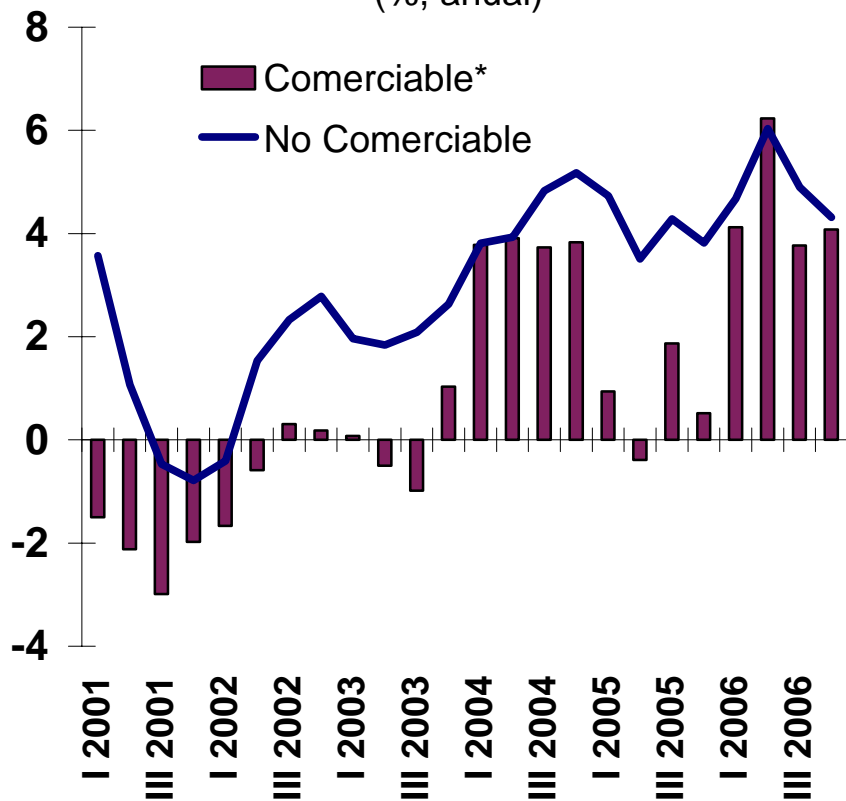 (%, anual)
8
Comerciable*
6
No Comerciable
4
2
0
-2
-4
I 2001
III 2001
I 2002
III 2002
I 2003
III 2003
I 2004
III 2004
I 2005
III 2005
I 2006
III 2006